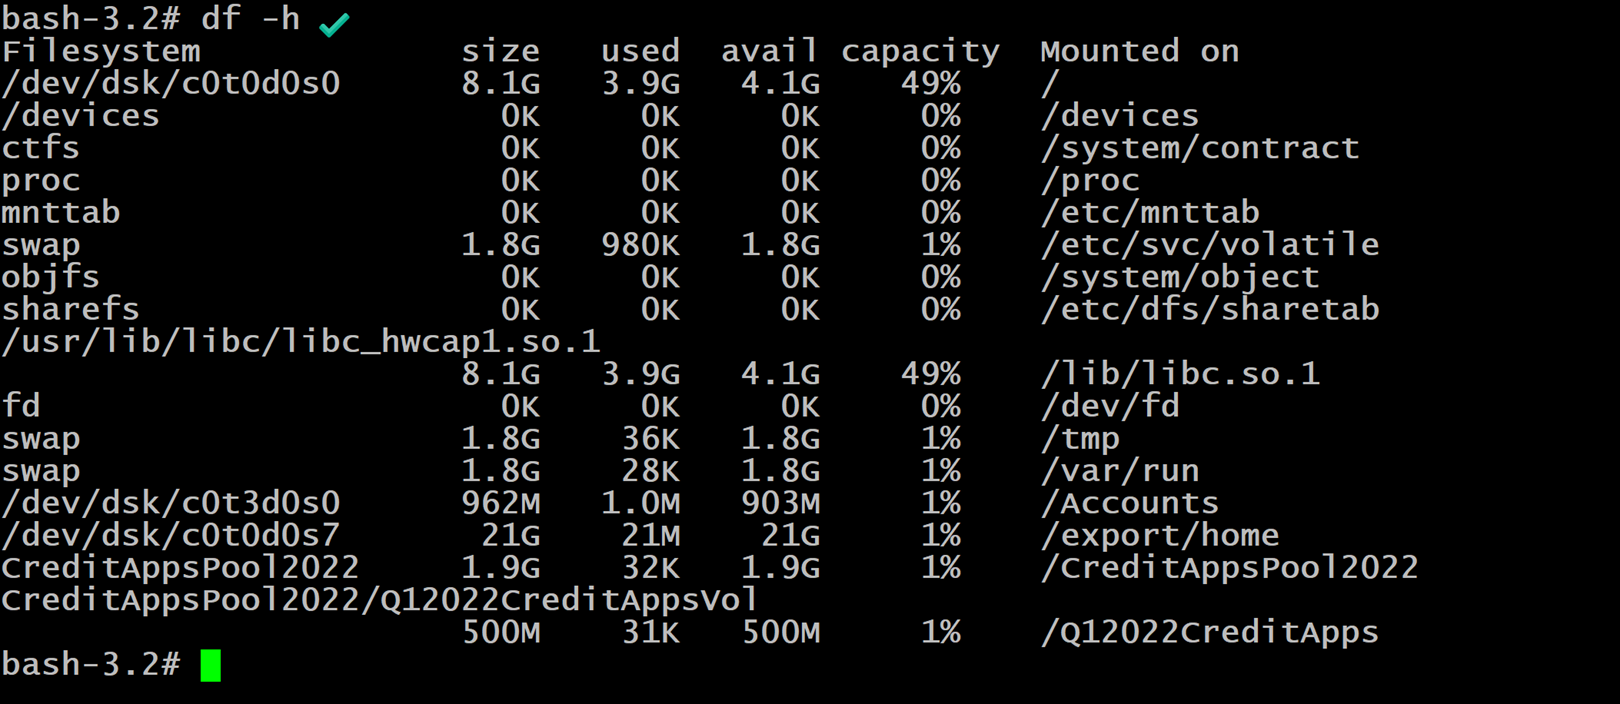 bash-3.2# df -h
Filesystem size used avail capacity Mounted on
/dev/dsk/c0t0d0s0 8.1G 3.9G 4.1G 49% /
/devices 0K 0K 0K 0% /devices
ctfs 0K 0K 0K 0% /system/contract
proc 0K 0K 0K 0% /proc
mnttab 0K 0K 0K 0% /etc/mnttab
swap 1.8G 980K 1.8G 1% /etc/svc/volatile
objfs 0K 0K 0K 0% /system/object
sharefs 0K 0K 0K 0% /etc/dfs/sharetab
/usr/lib/libc/libc_hwcap1.so.1
8.1G 3.9G 4.1G 49% /lib/libc.so.1
fd 0K 0K 0K 0% /dev/fd
swap 1.8G 36K 1.8G 1% /tmp
swap 1.8G 28K 1.8G 1% /var/run
/dev/dsk/c0t3d0s0 962M 1.0M 903M 1% /Accounts
/dev/dsk/c0t0d0s7 21G 21M 21G 1% /export/home
CreditAppsPool2022 1.9G 32K 1.9G 1% /CreditAppsPool2022
CreditAppsPool2022/Q12022CreditAppsVol
500M 31K 500M 1% /Q12022CreditApps
bash-3.2#